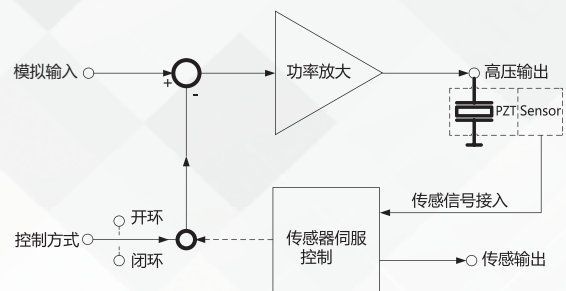 模拟输入
+
-
功率放大
高压输出
PZT Sensor
传感信号接入
开环
控制方式
闭环
传感器伺服
控制
传感输出